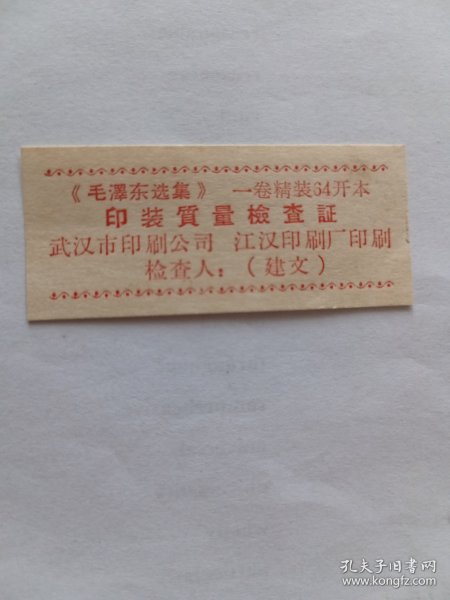 《毛澤东选集》 一卷精装64开本
印装質量檢查証
武汉市印刷公司 江汉印刷厂印刷
检查人：（建文）
孔夫子旧书网
www.kongfz.com